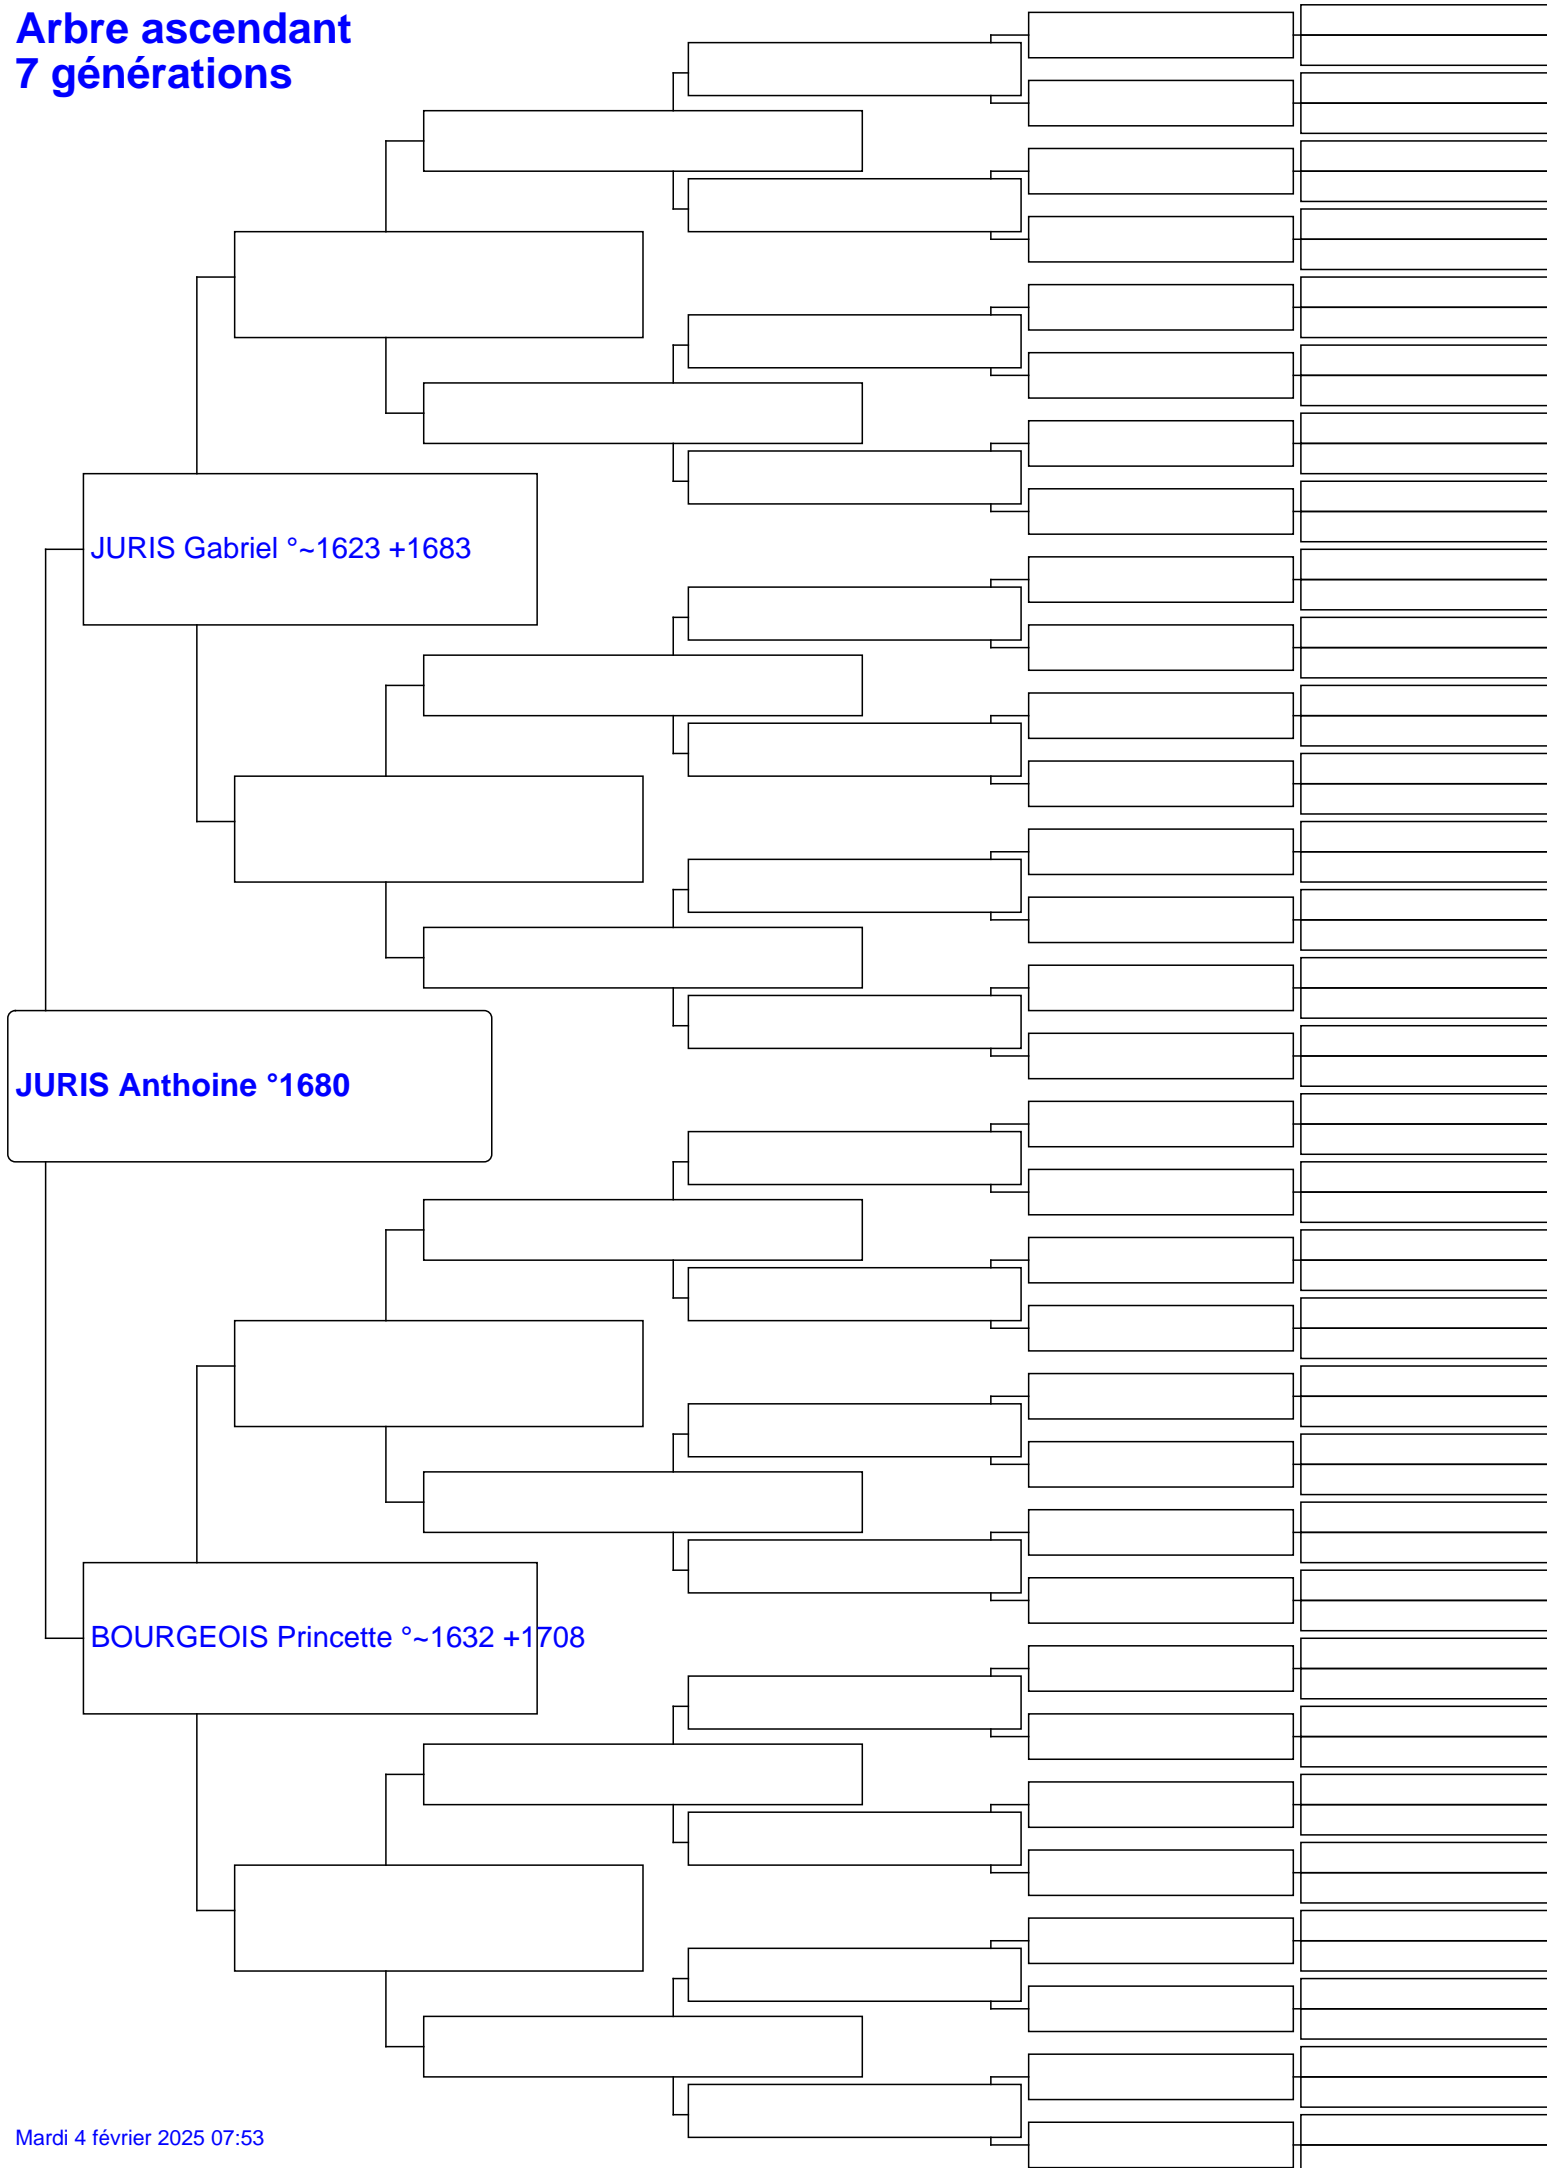 Arbre ascendant
7 générations
JURIS Gabriel °~1623 +1683
JURIS Anthoine °1680
BOURGEOIS Princette °~1632 +1708
Mardi 4 février 2025 07:53